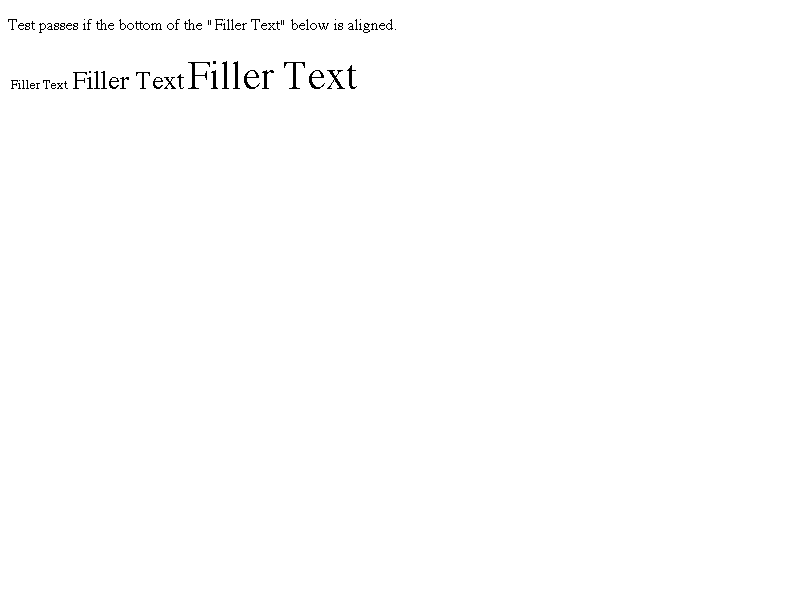 Test passes if the bottom of the "Filler Text" below is aligned.
Filler Text Filler Text Filler Text